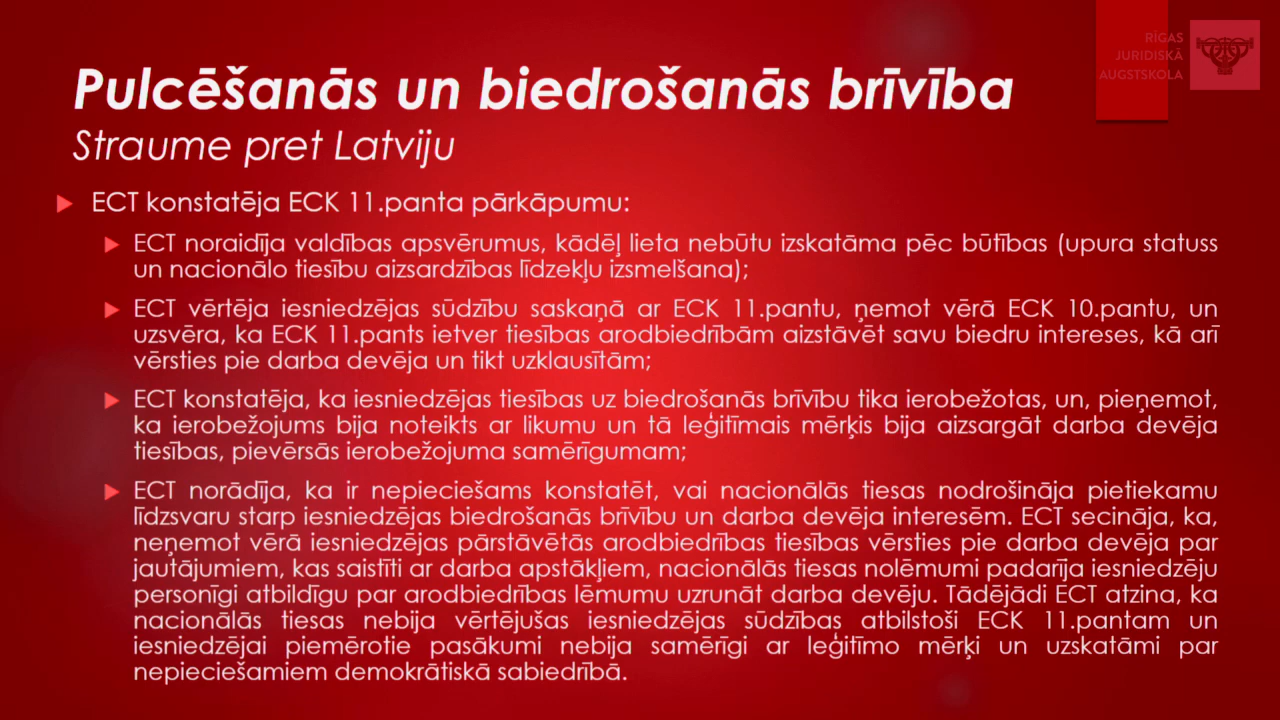 RĪGAS
JURIDISKĀ
AUGSTSKOLA
Pulcēšanās un biedrošanās brīvība
Straume pret Latviju
ECT konstatēja ECK 11.panta pārkāpumu:
ECT noraidīja valdības apsvērumus, kādēļ lieta nebūtu izskatāma pēc būtības (upura statuss
un nacionālo tiesību aizsardzības līdzekļu izsmelšana);
ECT vērtēja iesniedzējas sūdzību saskaņā ar ECK 11.pantu, ņemot vērā ECK 10.pantu, un
uzsvēra, ka ECK 11.pants ietver tiesības arodbiedrībām aizstāvēt savu biedru intereses, kā arī
vērsties pie darba devēja un tikt uzklausītām;
ECT konstatēja, ka iesniedzējas tiesības uz biedrošanās brīvību tika ierobežotas, un, pieņemot,
ka ierobežojums bija noteikts ar likumu un tā leģitīmais mērķis bija aizsargāt darba devēja
tiesības, pievērsās ierobežojuma samērīgumam;
ECT norādīja, ka ir nepieciešams konstatēt, vai nacionālās tiesas nodrošināja pietiekamu
līdzsvaru starp iesniedzējas biedrošanās brīvību un darba devēja interesēm. ECT secināja, ka,
neņemot vērā iesniedzējas pārstāvētās arodbiedrības tiesības vērsties pie darba devēja par
jautājumiem, kas saistīti ar darba apstākļiem, nacionālās tiesas nolēmumi padarīja iesniedzēju
personīgi atbildīgu par arodbiedrības lēmumu uzrunāt darba devēju. Tādējādi ECT atzina, ka
nacionālās tiesas nebija vērtējušas iesniedzējas sūdzības atbilstoši ECK 11.pantam un
iesniedzējai piemērotie pasākumi nebija samērīgi ar leģitīmo mērķi un uzskatāmi par
nepieciešamiem demokrātiskā sabiedrībā.